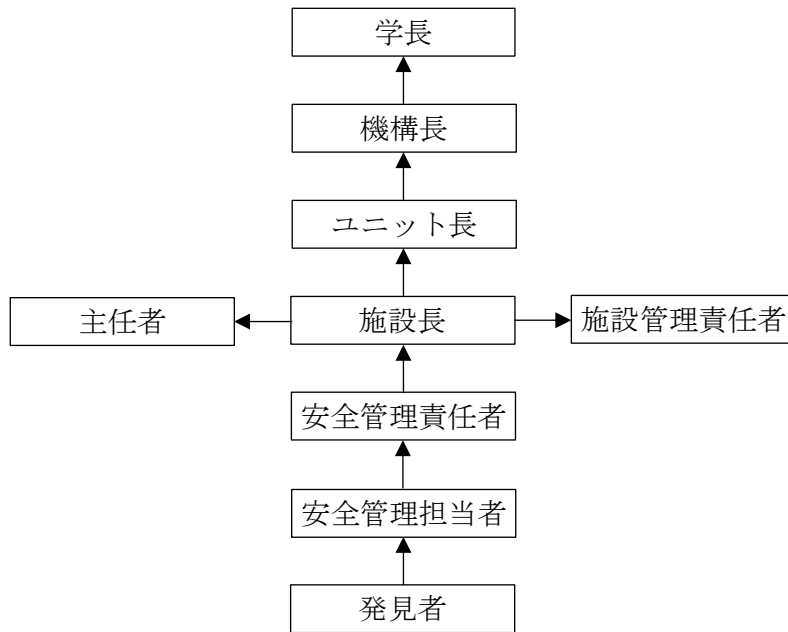 学長
機構長
ユニット長
主任者
施設長
施設管理責任者
安全管理責任者
安全管理担当者
発見者